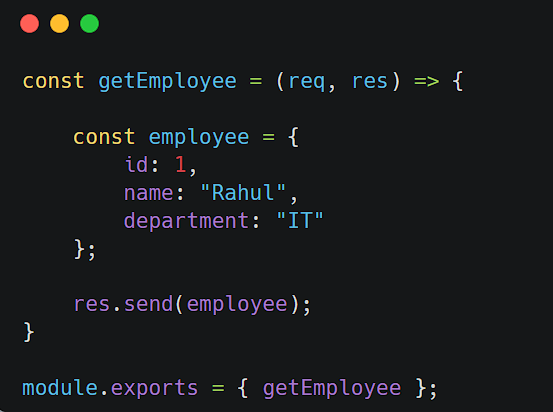 const getEmployee = (req, res) => {
    const employee = {
        id: 1,
        name: "Rahul",
        department: "IT"
    };
    res.send(employee);
}
module.exports = { getEmployee };